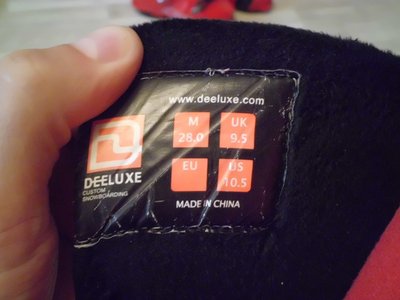 www.deeluxe.com
M
28.0
UK
9.5
EU
US
10.5
DEELUXE
CUSTOM
SNOWBOARDING
MADE IN CHINA